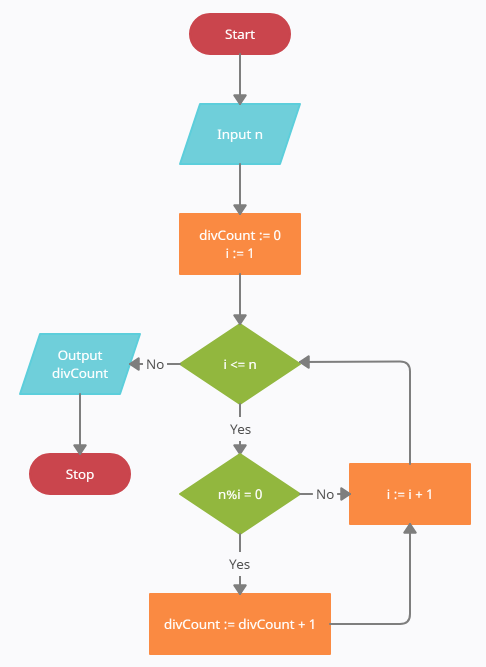 Start
Input n
divCount := 0
i := 1
i <= n
No
Output
divCount
Yes
Stop
n%i = 0
No
i := i + 1
Yes
divCount := divCount + 1